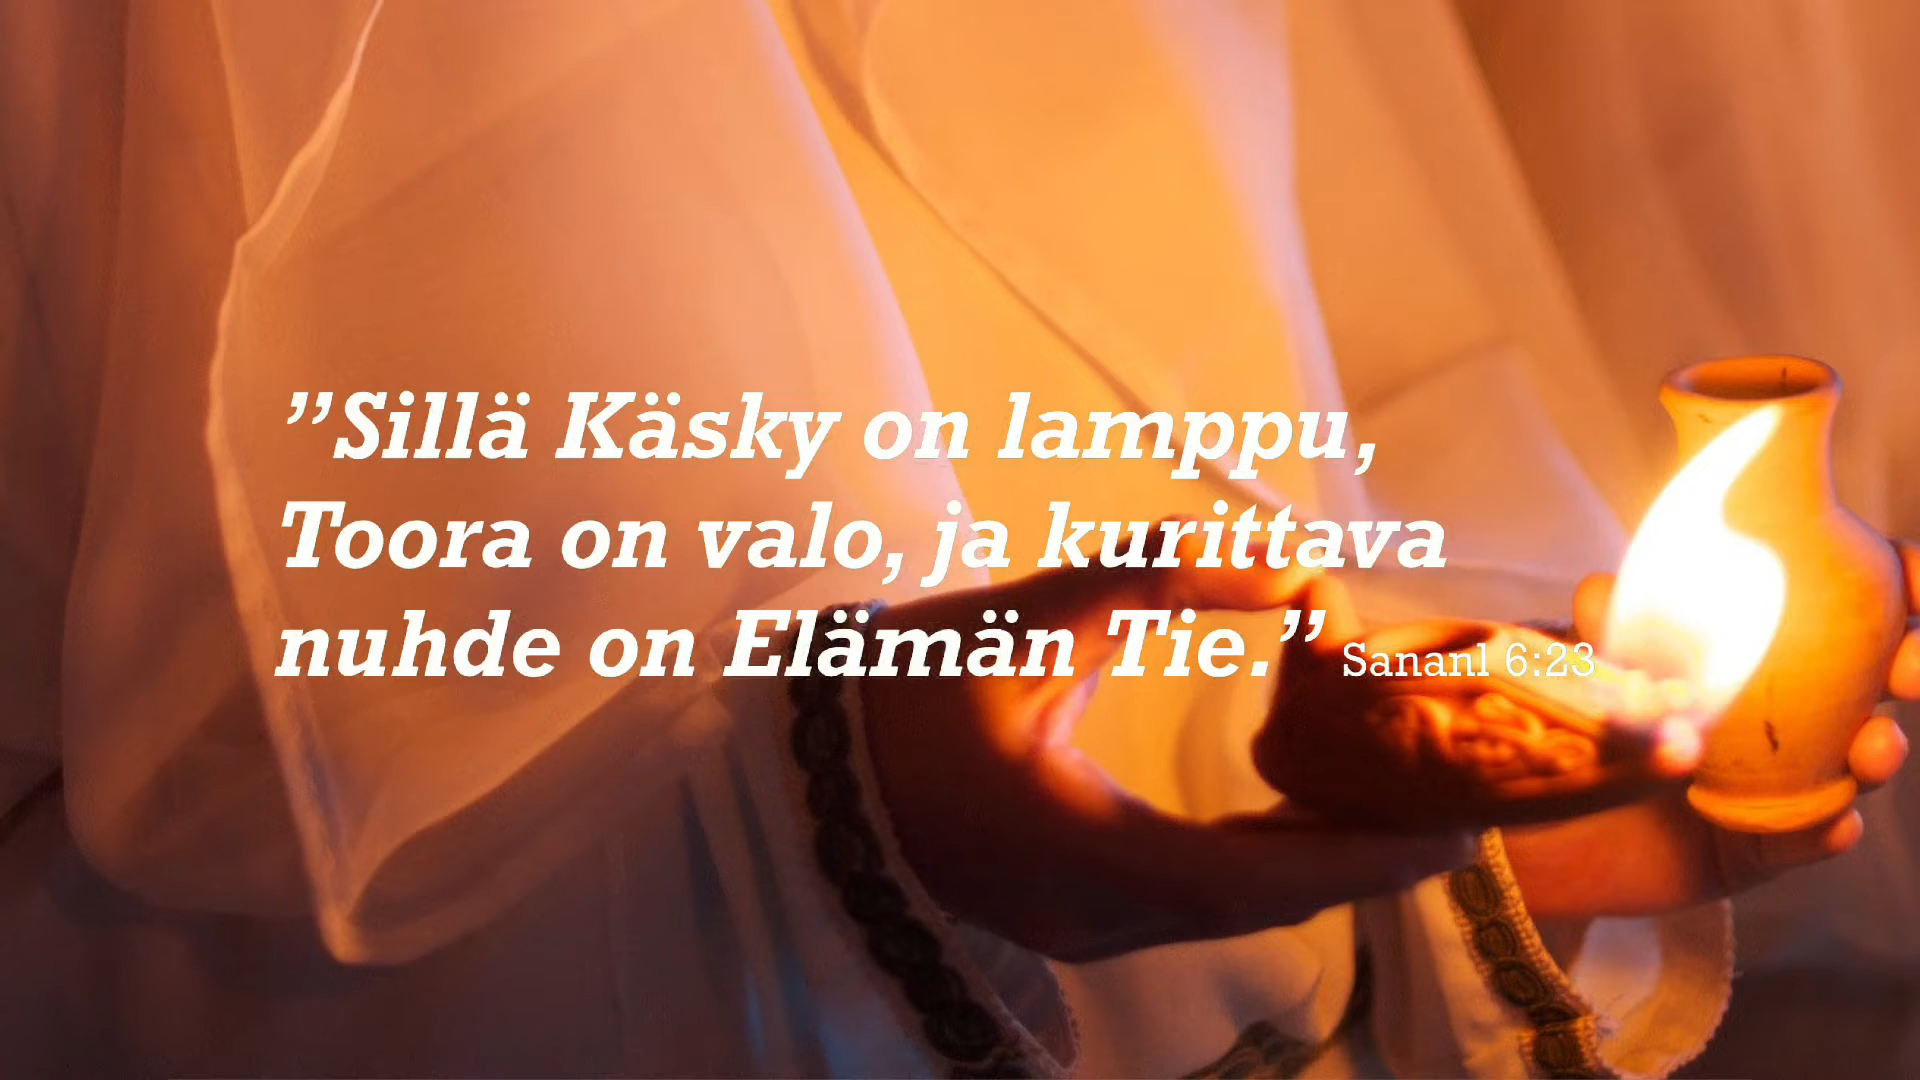 ”Sillä Käsky on lamppu,
Toora on valo, ja kurittava
nuhde on Elämän Tie.” Sananl 6:23